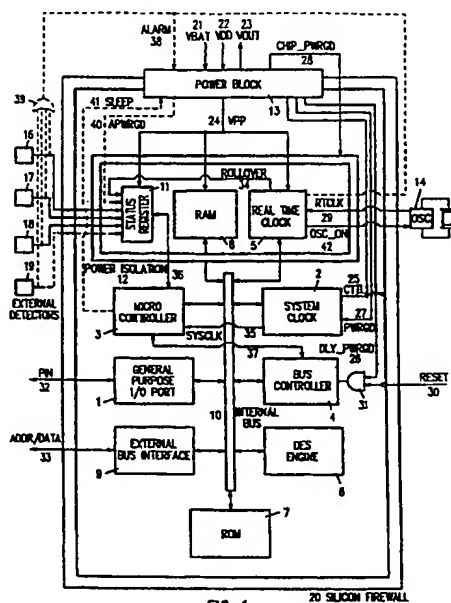 ALARM
38
21
VBAT
22
VDD
23
VOUT
CHIP_PWRGD
28
POWER BLOCK
13
41 SLEEP
40
APWRGD
24 VPP
39
16
17
18
19
EXTERNAL
DETECTORS
STATUS
REGISTER
11
ROLLOVER
34
RAM
8
REAL TIME
CLOCK
5
RTCLK
29
OSC_ON
42
14
OSC
POWER ISOLATION
12
36
MICRO
CONTROLLER
3
SYSCLK
35
2
SYSTEM
CLOCK
25
CTRL
27
PWRGD
37
DLY_PWRGD
26
PIN
32
GENERAL
PURPOSE
I/O PORT
1
10
INTERNAL
BUS
BUS
CONTROLLER
4
31
RESET
30
ADDR/DATA
33
EXTERNAL
BUS INTERFACE
9
DES
ENGINE
6
ROM
7
20 SILICON FIREWALL